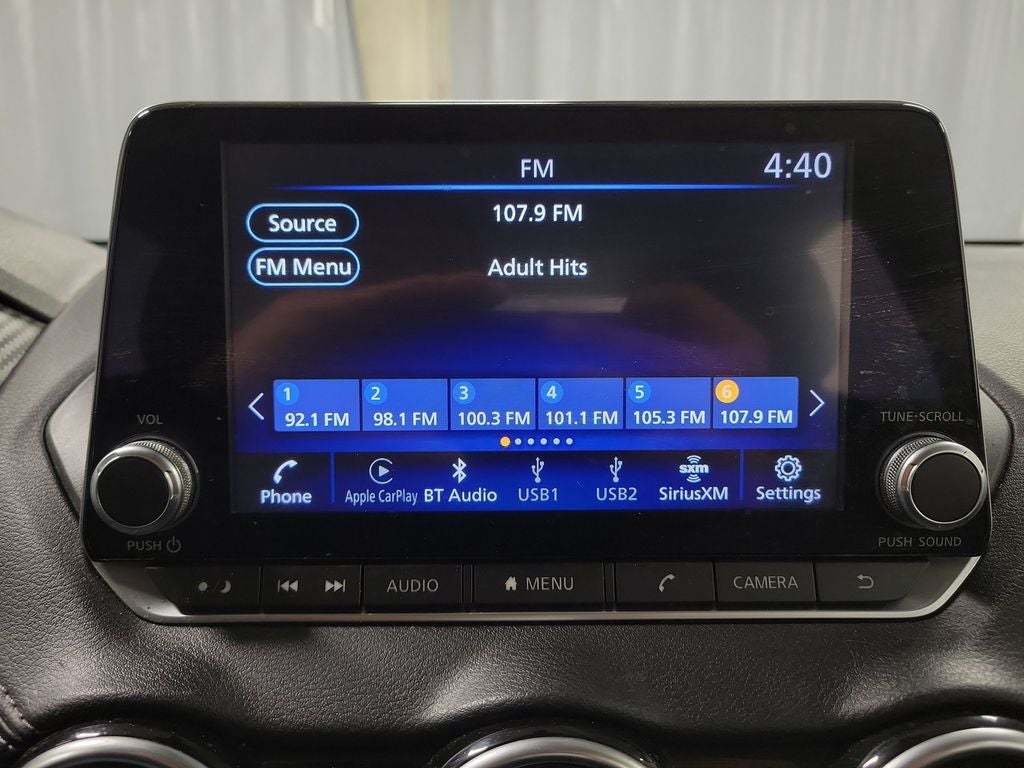 FM
4:40
Source
107.9 FM
FM Menu
Adult Hits
1 2 3 4 5 6
92.1 FM 98.1 FM 100.3 FM 101.1 FM 105.3 FM 107.9 FM
VOL
TUNE-SCROLL
sxm
Phone Apple CarPlay BT Audio USB1 USB2 SiriusXM Settings
PUSH
PUSH SOUND
AUDIO MENU CAMERA